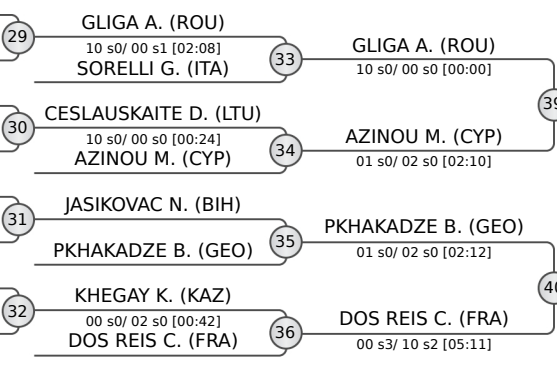 29
GLIGA A. (ROU)
10 s0/ 00 s1 [02:08]
SORELLI G. (ITA)
33
GLIGA A. (ROU)
10 s0/ 00 s0 [00:00]
39
30
CESLAUSKAITE D. (LTU)
10 s0/ 00 s0 [00:24]
AZINOU M. (CYP)
34
AZINOU M. (CYP)
01 s0/ 02 s0 [02:10]
31
JASIKOVAC N. (BIH)
PKHAKADZE B. (GEO)
35
PKHAKADZE B. (GEO)
01 s0/ 02 s0 [02:12]
40
32
KHEGAY K. (KAZ)
00 s0/ 02 s0 [00:42]
DOS REIS C. (FRA)
36
DOS REIS C. (FRA)
00 s3/ 10 s2 [05:11]